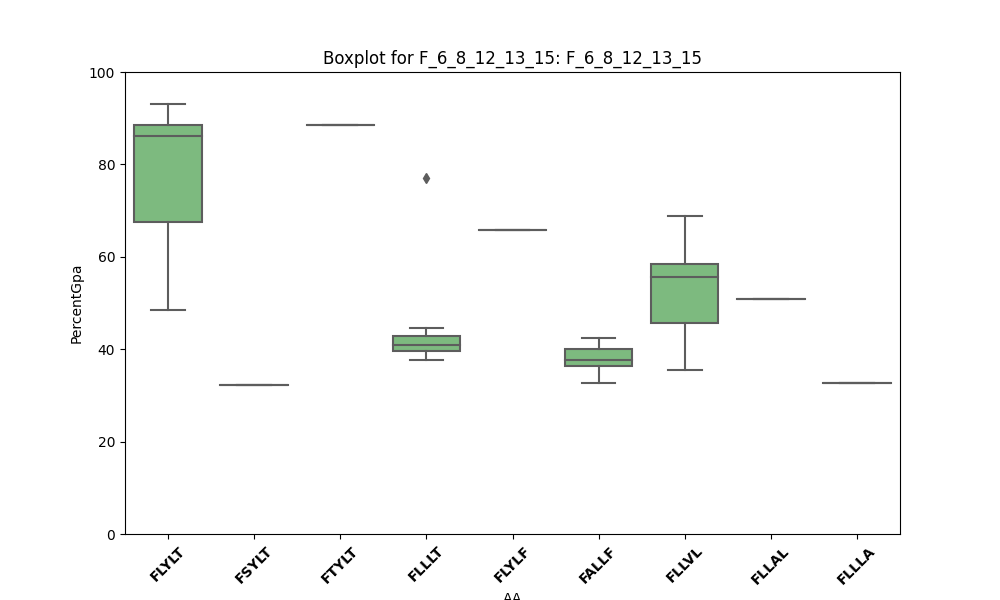 Boxplot for F_6_8_12_13_15: F_6_8_12_13_15
100
80
60
40
20
0
PercentGpa
FLYLT
FSYLT
FTYLT
FLLLT
FLYLF
FALLF
FLLVL
FLLAL
FLLLA
AA